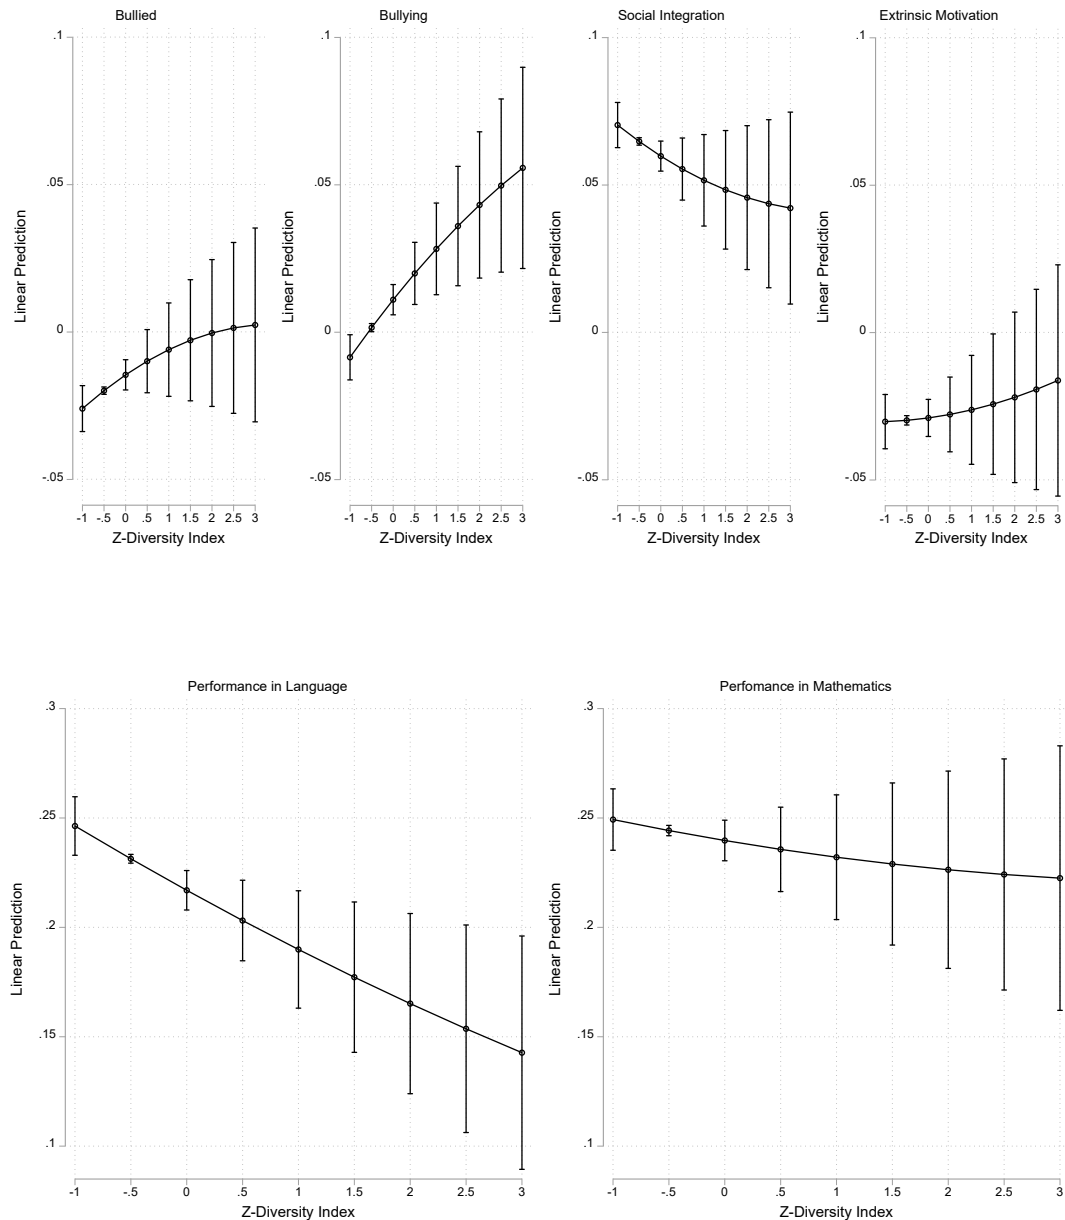 Bullied
.1
.05
0
-.05
Linear Prediction
-1 -.5 0 .5 1 1.5 2 2.5 3
Z-Diversity Index
Bullying
.1
.05
0
-.05
Linear Prediction
-1 -.5 0 .5 1 1.5 2 2.5 3
Z-Diversity Index
Social Integration
.1
.05
0
-.05
Linear Prediction
-1 -.5 0 .5 1 1.5 2 2.5 3
Z-Diversity Index
Extrinsic Motivation
.1
.05
0
-.05
Linear Prediction
-1 -.5 0 .5 1 1.5 2 2.5 3
Z-Diversity Index
Performance in Language
.3
.25
.2
.15
.1
Linear Prediction
-1 -.5 0 .5 1 1.5 2 2.5 3
Z-Diversity Index
Perfomance in Mathematics
.3
.25
.2
.15
.1
Linear Prediction
-1 -.5 0 .5 1 1.5 2 2.5 3
Z-Diversity Index